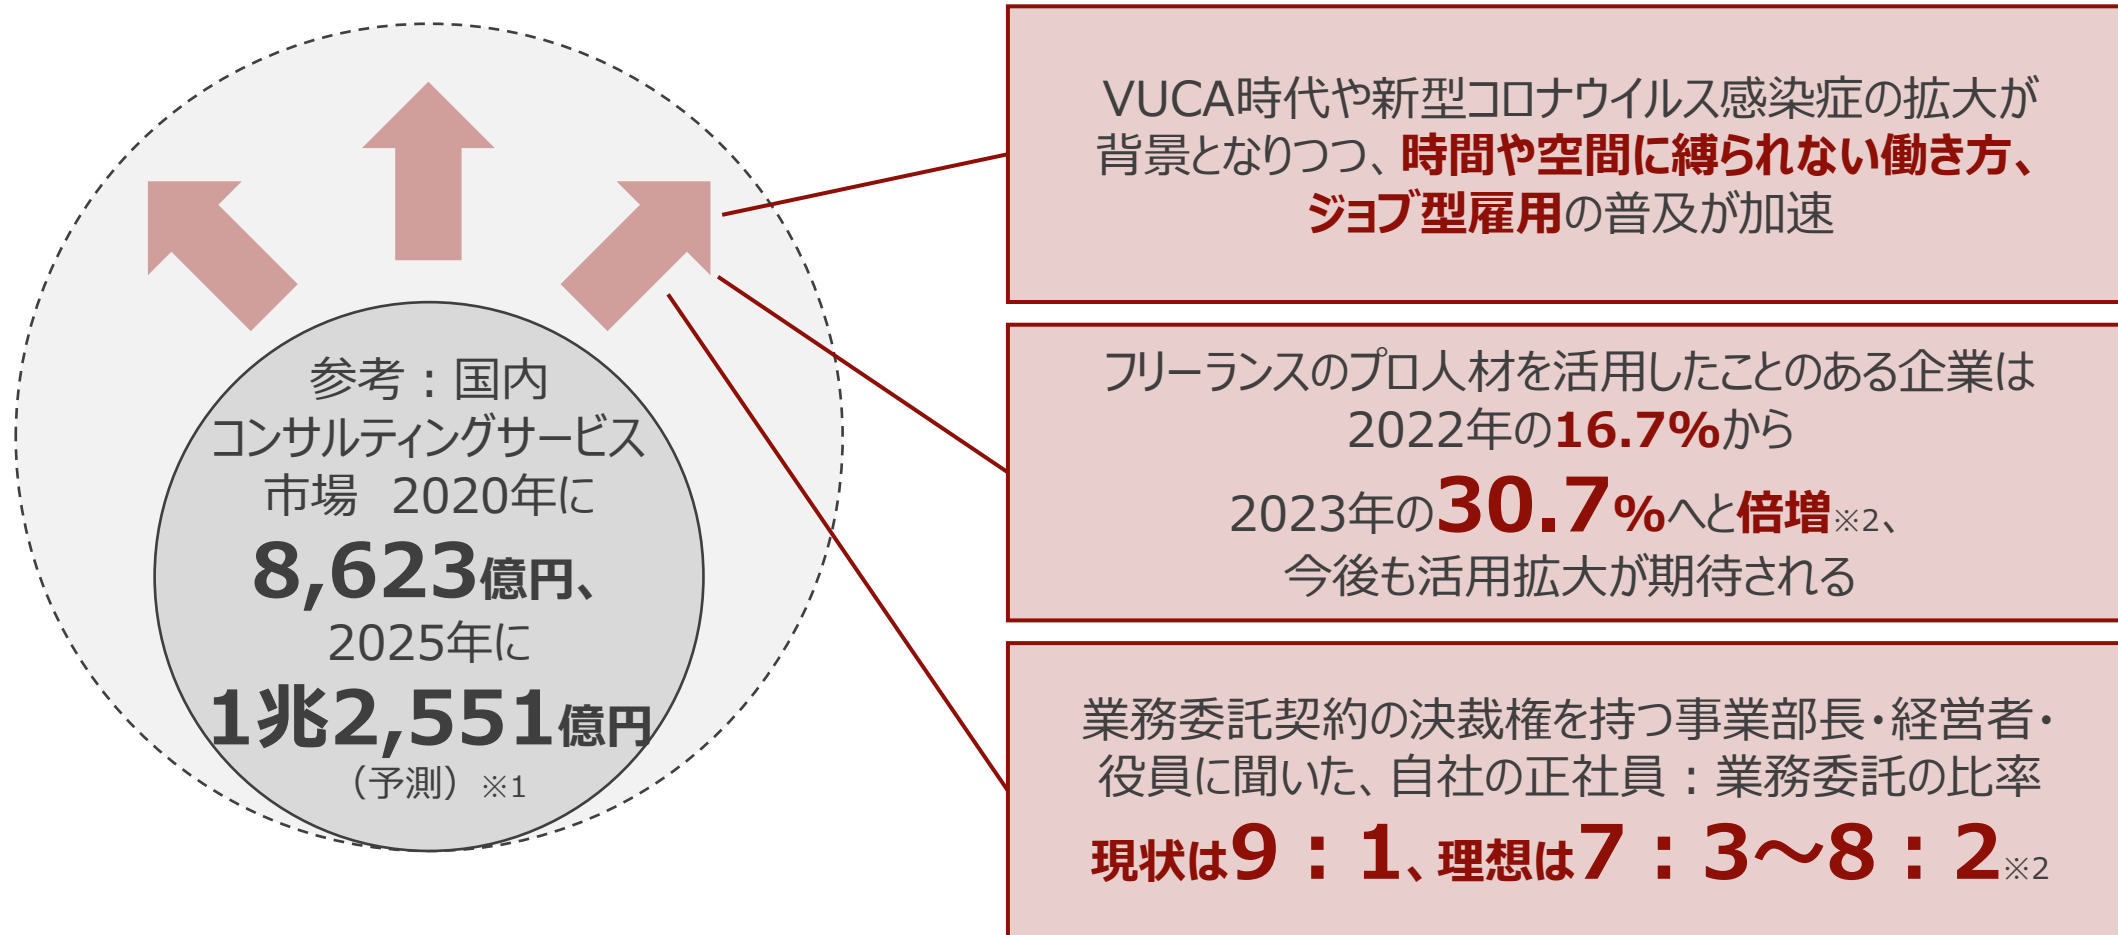 参考：国内
コンサルティングサービス
市場　2020年に
8,623億円、
2025年に
1兆2,551億円
（予測）※1
VUCA時代や新型コロナウイルス感染症の拡大が
背景となりつつ、時間や空間に縛られない働き方、
ジョブ型雇用の普及が加速
フリーランスのプロ人材を活用したことのある企業は
2022年の16.7%から
2023年の30.7%へと倍増※2、
今後も活用拡大が期待される
業務委託契約の決裁権を持つ事業部長・経営者・
役員に聞いた、自社の正社員：業務委託の比率
現状は9：1、理想は7：3～8：2※2